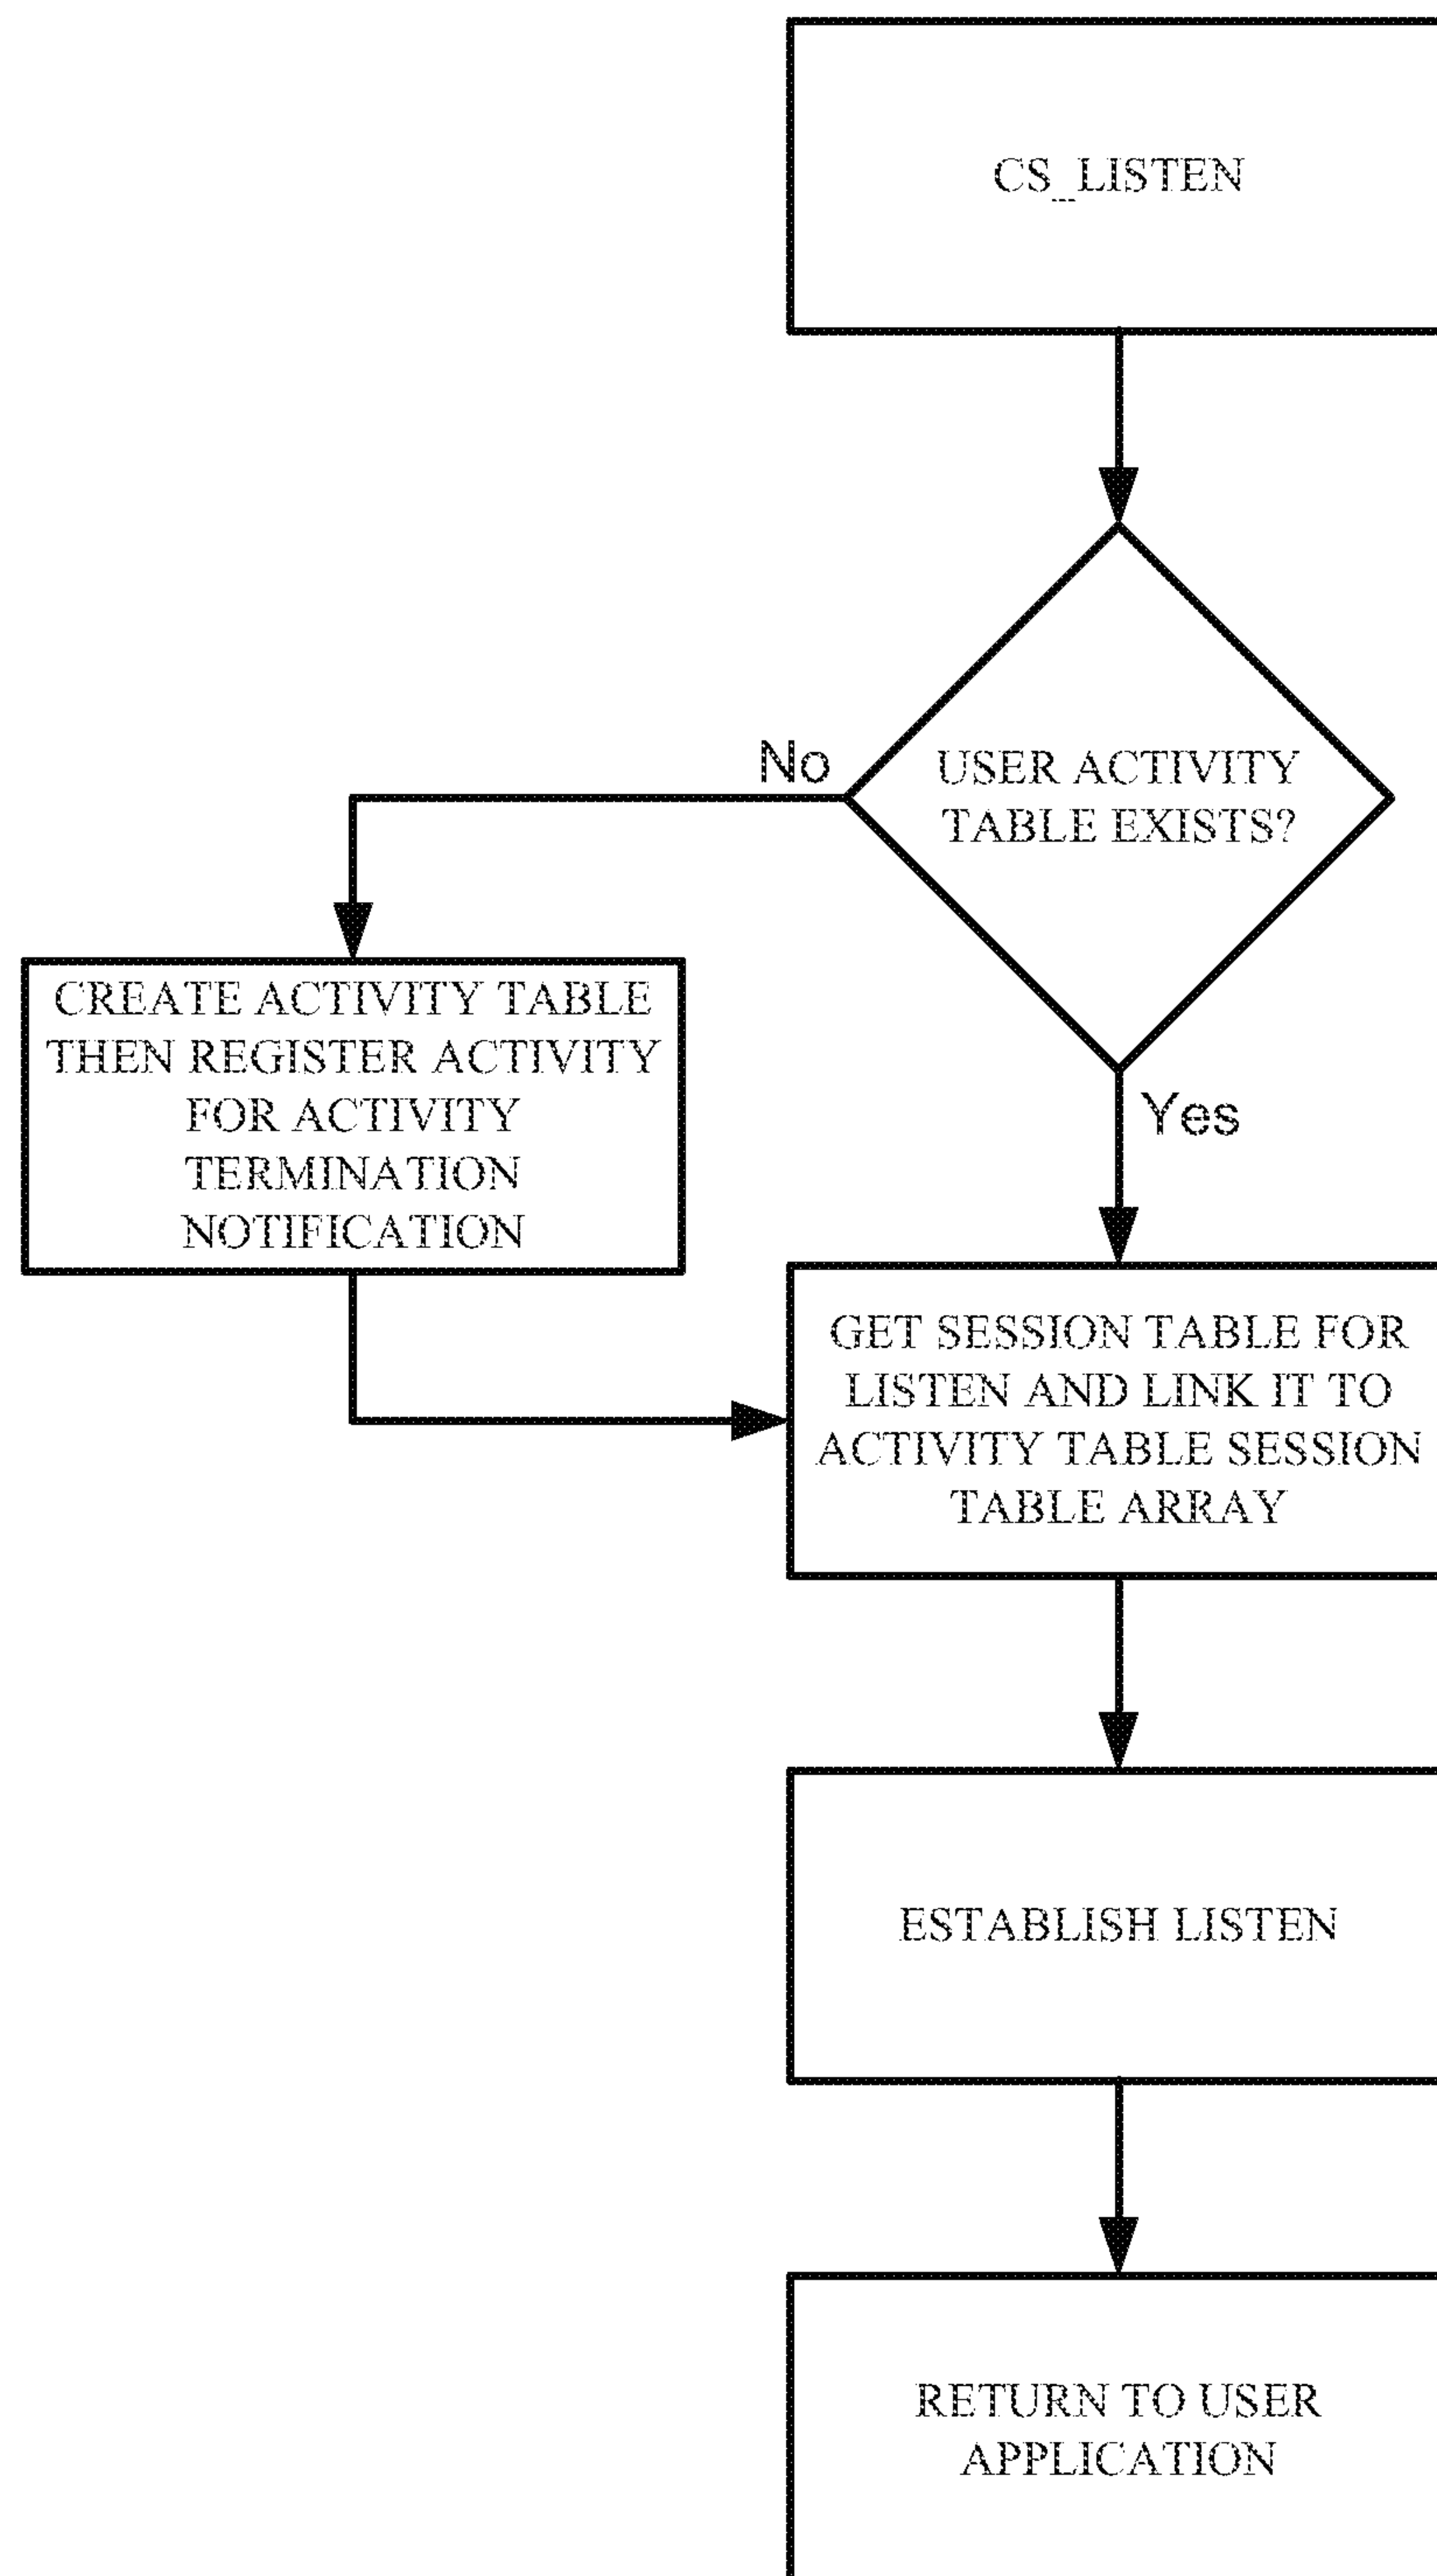 CS_LISTEN
No
USER ACTIVITY
TABLE EXISTS?
CREATE ACTIVITY TABLE
THEN REGISTER ACTIVITY
FOR ACTIVITY
TERMINATION
NOTIFICATION
Yes
GET SESSION TABLE FOR
LISTEN AND LINK IT TO
ACTIVITY TABLE SESSION
TABLE ARRAY
ESTABLISH LISTEN
RETURN TO USER
APPLICATION